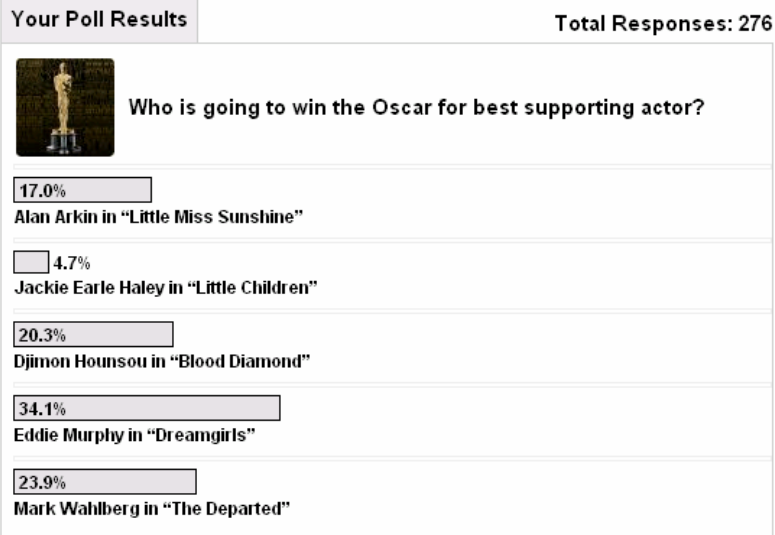 Your Poll Results
Total Responses: 276
Who is going to win the Oscar for best supporting actor?
17.0%
Alan Arkin in “Little Miss Sunshine”
4.7%
Jackie Earle Haley in “Little Children”
20.3%
Djimon Hounsou in “Blood Diamond”
34.1%
Eddie Murphy in “Dreamgirls”
23.9%
Mark Wahlberg in “The Departed”